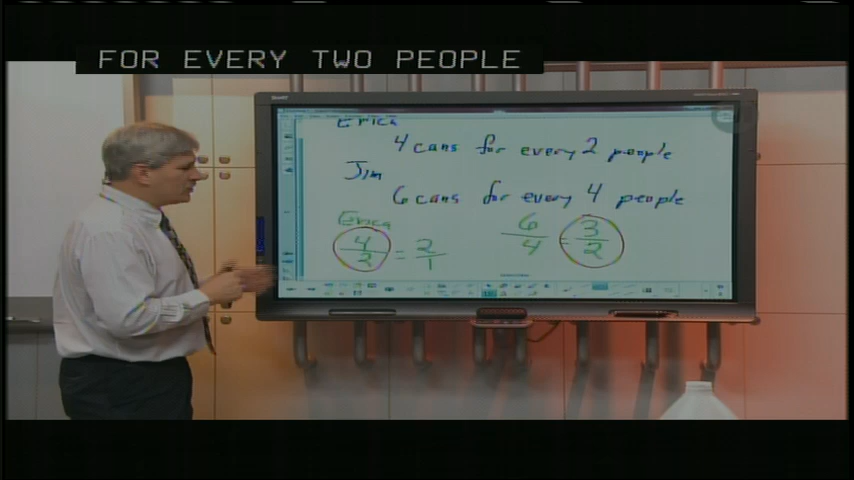 FOR EVERY TWO PEOPLE
Erica
4 cans for every 2 people
Jim
6 cans for every 4 people
Erica
4/2 = 2/1
6/4 = 3/2